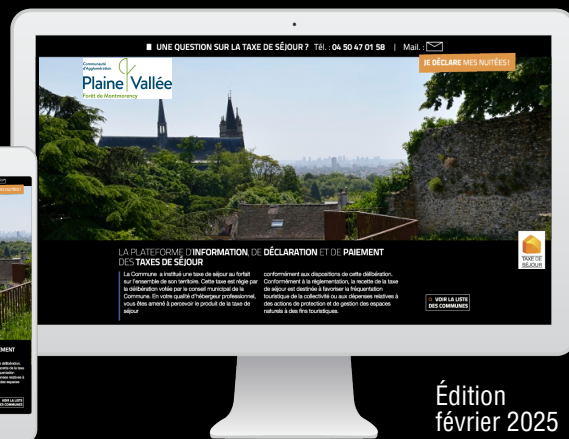 UNE QUESTION SUR LA TAXE DE SÉJOUR ? Tél. : 04 50 47 01 58 | Mail. :
JE DÉCLARE MES NUITÉES !
Communauté
d'Agglomération
Plaine Vallée
Forêt de Montmorency
LA PLATEFORME D'INFORMATION, DE DÉCLARATION ET DE PAIEMENT
DES TAXES DE SÉJOUR
La Commune a institué une taxe de séjour au forfait
sur l'ensemble de son territoire. Cette taxe est régie par
la délibération votée par le conseil municipal de la
Commune. En votre qualité d'hébergeur professionnel,
vous êtes amené à percevoir le produit de la taxe de
séjour
conformément aux dispositions de cette délibération.
Conformément à la réglementation, la recette de la taxe
de séjour est destinée à favoriser la fréquentation
touristique de la collectivité ou aux dépenses relatives à
des actions de protection et de gestion des espaces
naturels à des fins touristiques.
TAXE DE
SÉJOUR
VOIR LA LISTE
DES COMMUNES
EMENT
VOIR LA LISTE
DES COMMUNES
Édition
février 2025